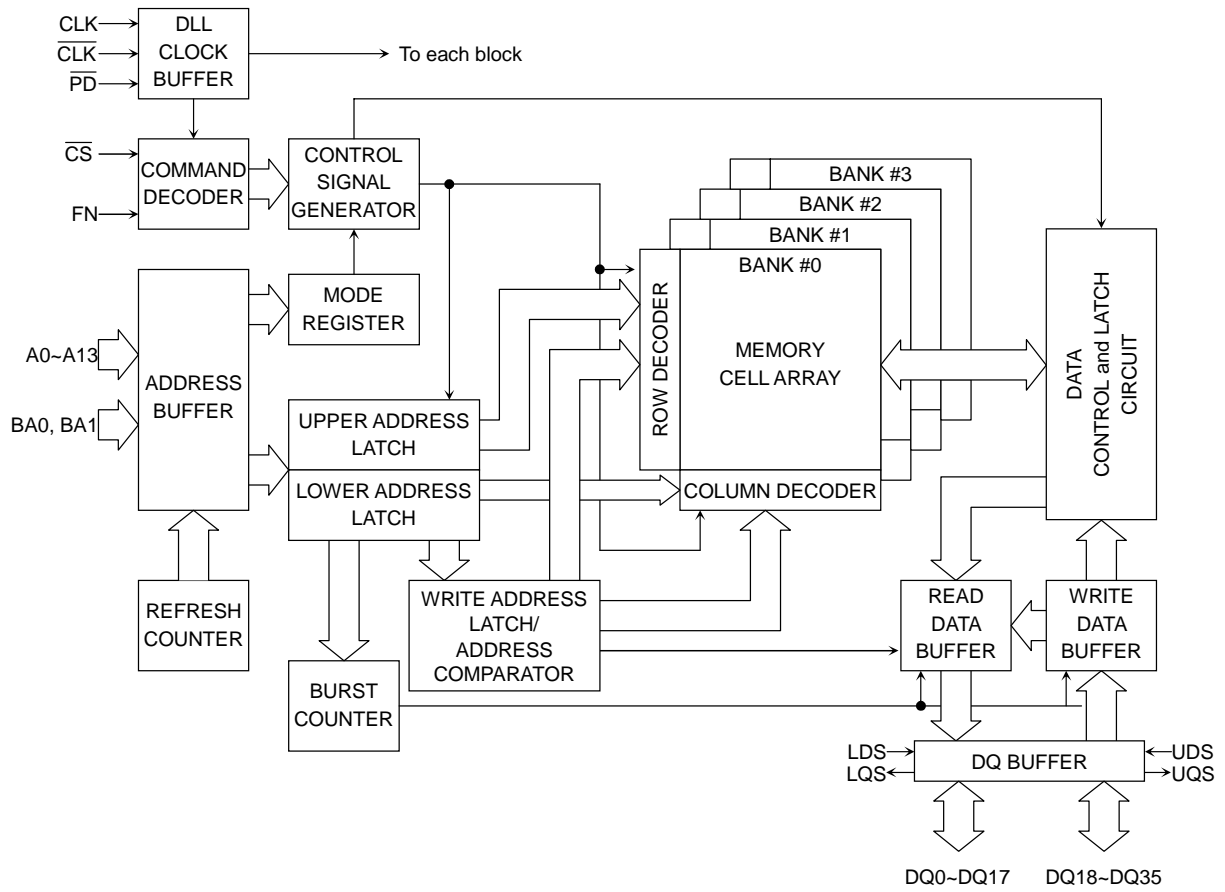 CLK
CLK
PD
DLL
CLOCK
BUFFER
To each block
CS
FN
COMMAND
DECODER
CONTROL
SIGNAL
GENERATOR
MODE
REGISTER
A0~A13
BA0, BA1
ADDRESS
BUFFER
UPPER ADDRESS
LATCH
LOWER ADDRESS
LATCH
REFRESH
COUNTER
BURST
COUNTER
WRITE ADDRESS
LATCH/
ADDRESS
COMPARATOR
BANK #3
BANK #2
BANK #1
BANK #0
ROW DECODER
MEMORY
CELL ARRAY
COLUMN DECODER
DATA
CONTROL and LATCH
CIRCUIT
READ
DATA
BUFFER
WRITE
DATA
BUFFER
LDS
LQS
DQ BUFFER
UDS
UQS
DQ0~DQ17
DQ18~DQ35